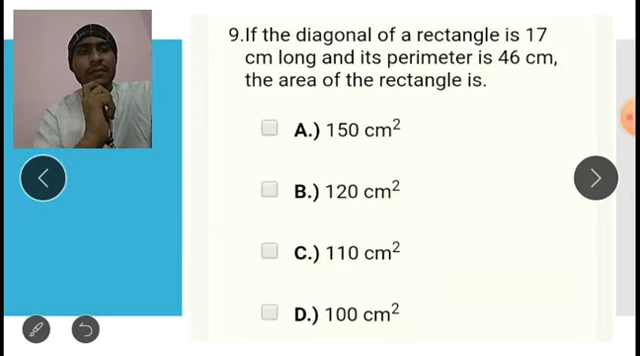 9.If the diagonal of a rectangle is 17
cm long and its perimeter is 46 cm,
the area of the rectangle is.
A.) 150 cm²
B.) 120 cm²
C.) 110 cm²
D.) 100 cm²